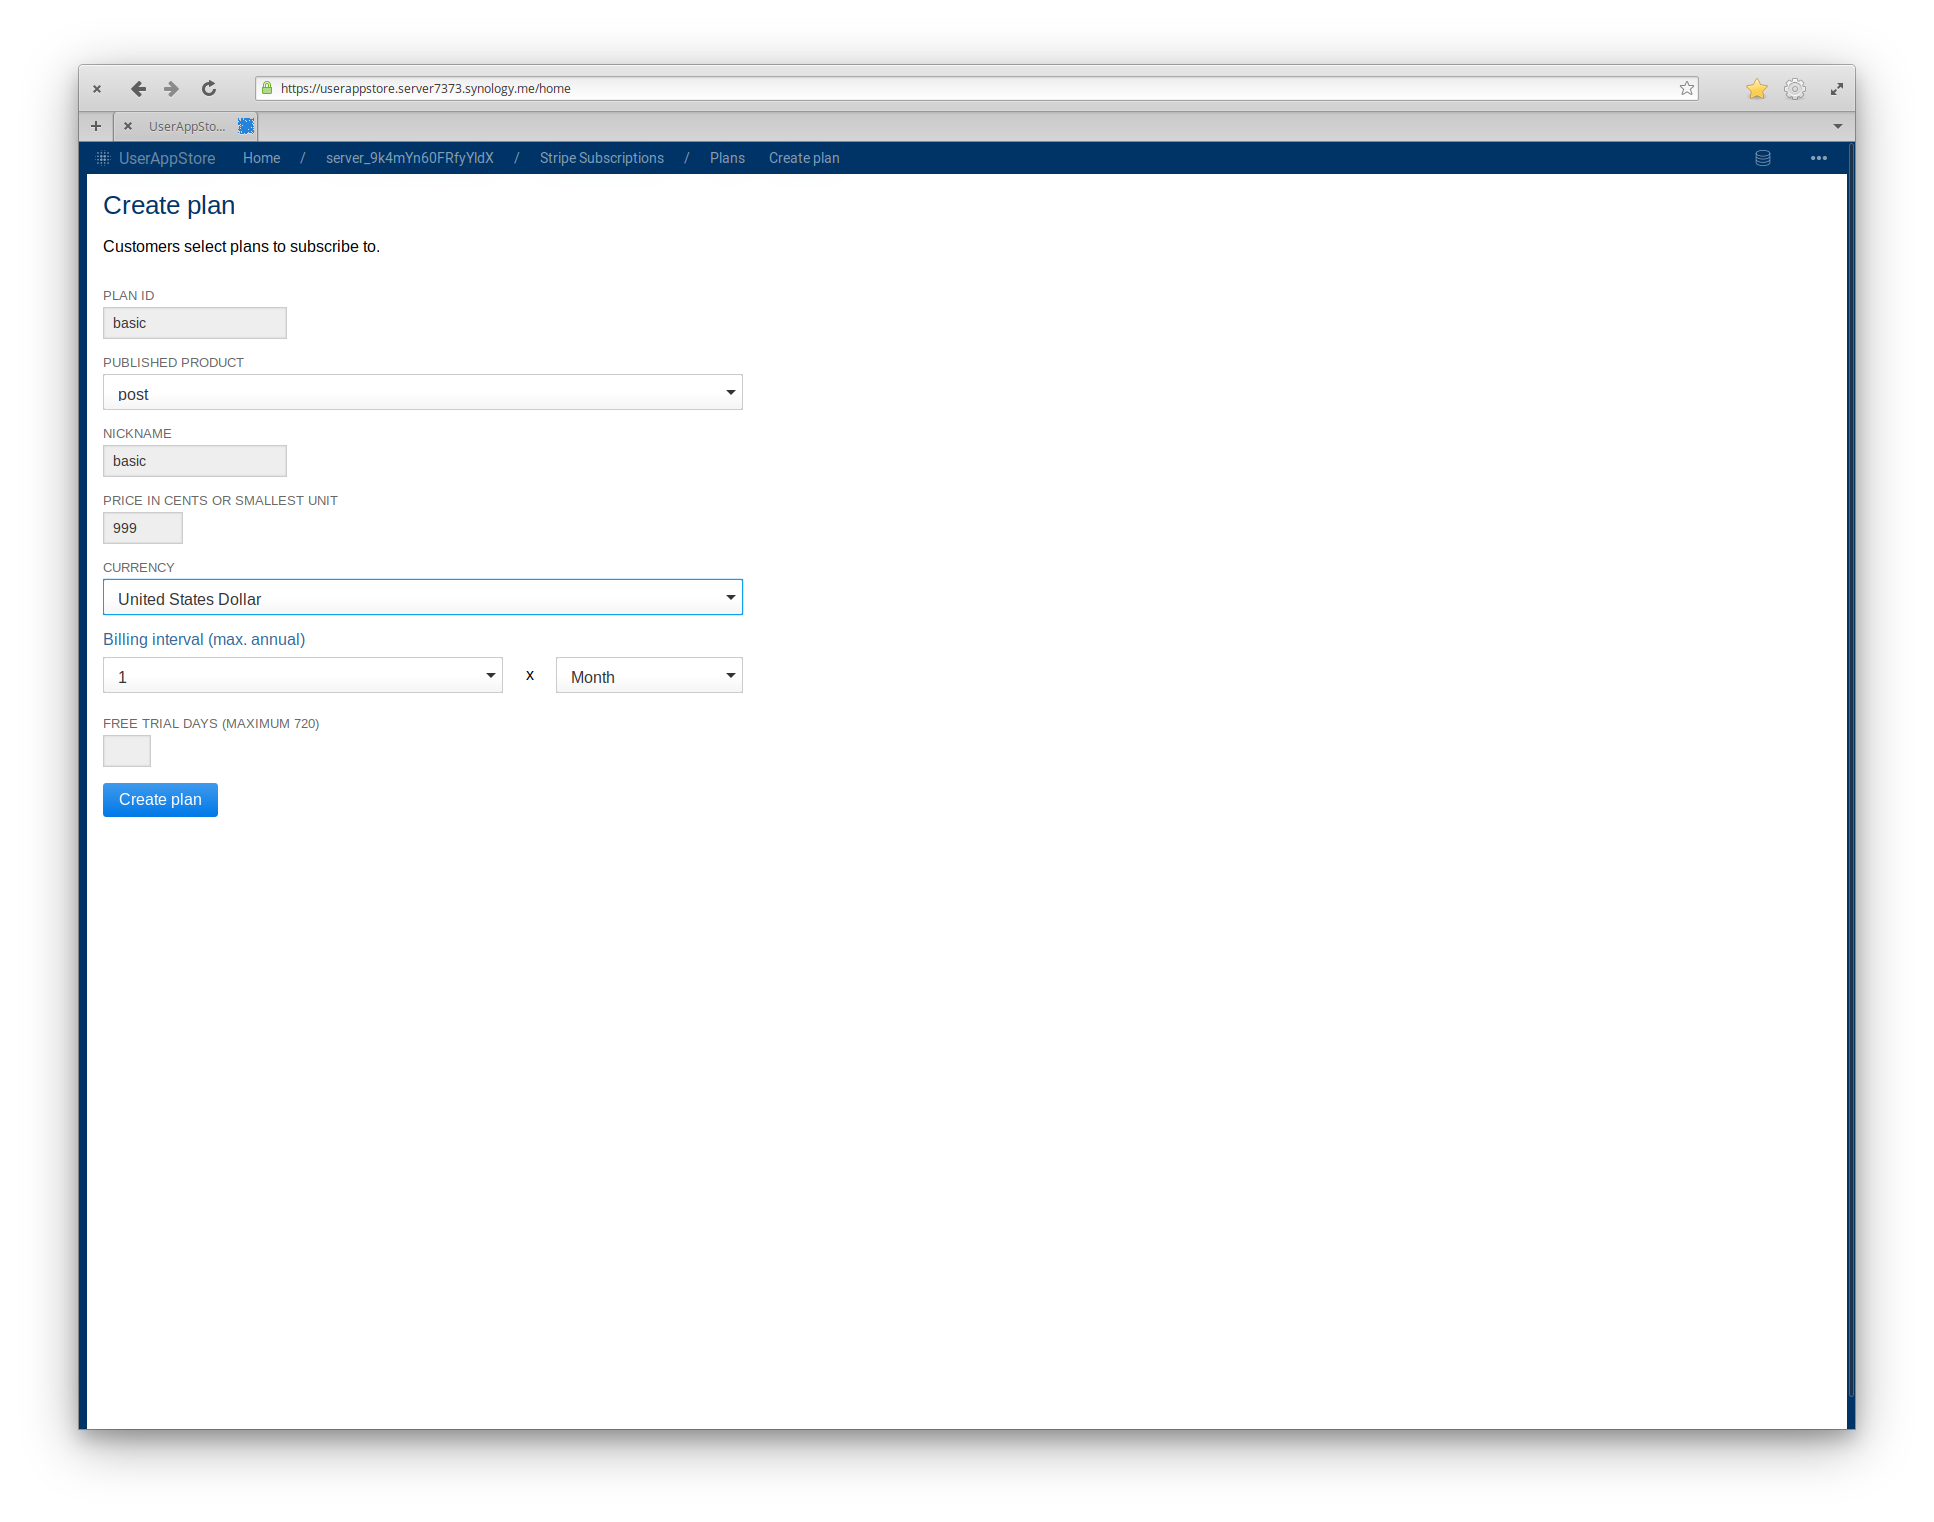 https://userappstore.server7373.synology.me/home
UserAppSto...
UserAppStore Home / server_9k4mYn60FRfyYldX / Stripe Subscriptions / Plans Create plan
Create plan
Customers select plans to subscribe to.
PLAN ID
basic
PUBLISHED PRODUCT
post
NICKNAME
basic
PRICE IN CENTS OR SMALLEST UNIT
999
CURRENCY
United States Dollar
Billing interval (max. annual)
1 x Month
FREE TRIAL DAYS (MAXIMUM 720)
Create plan